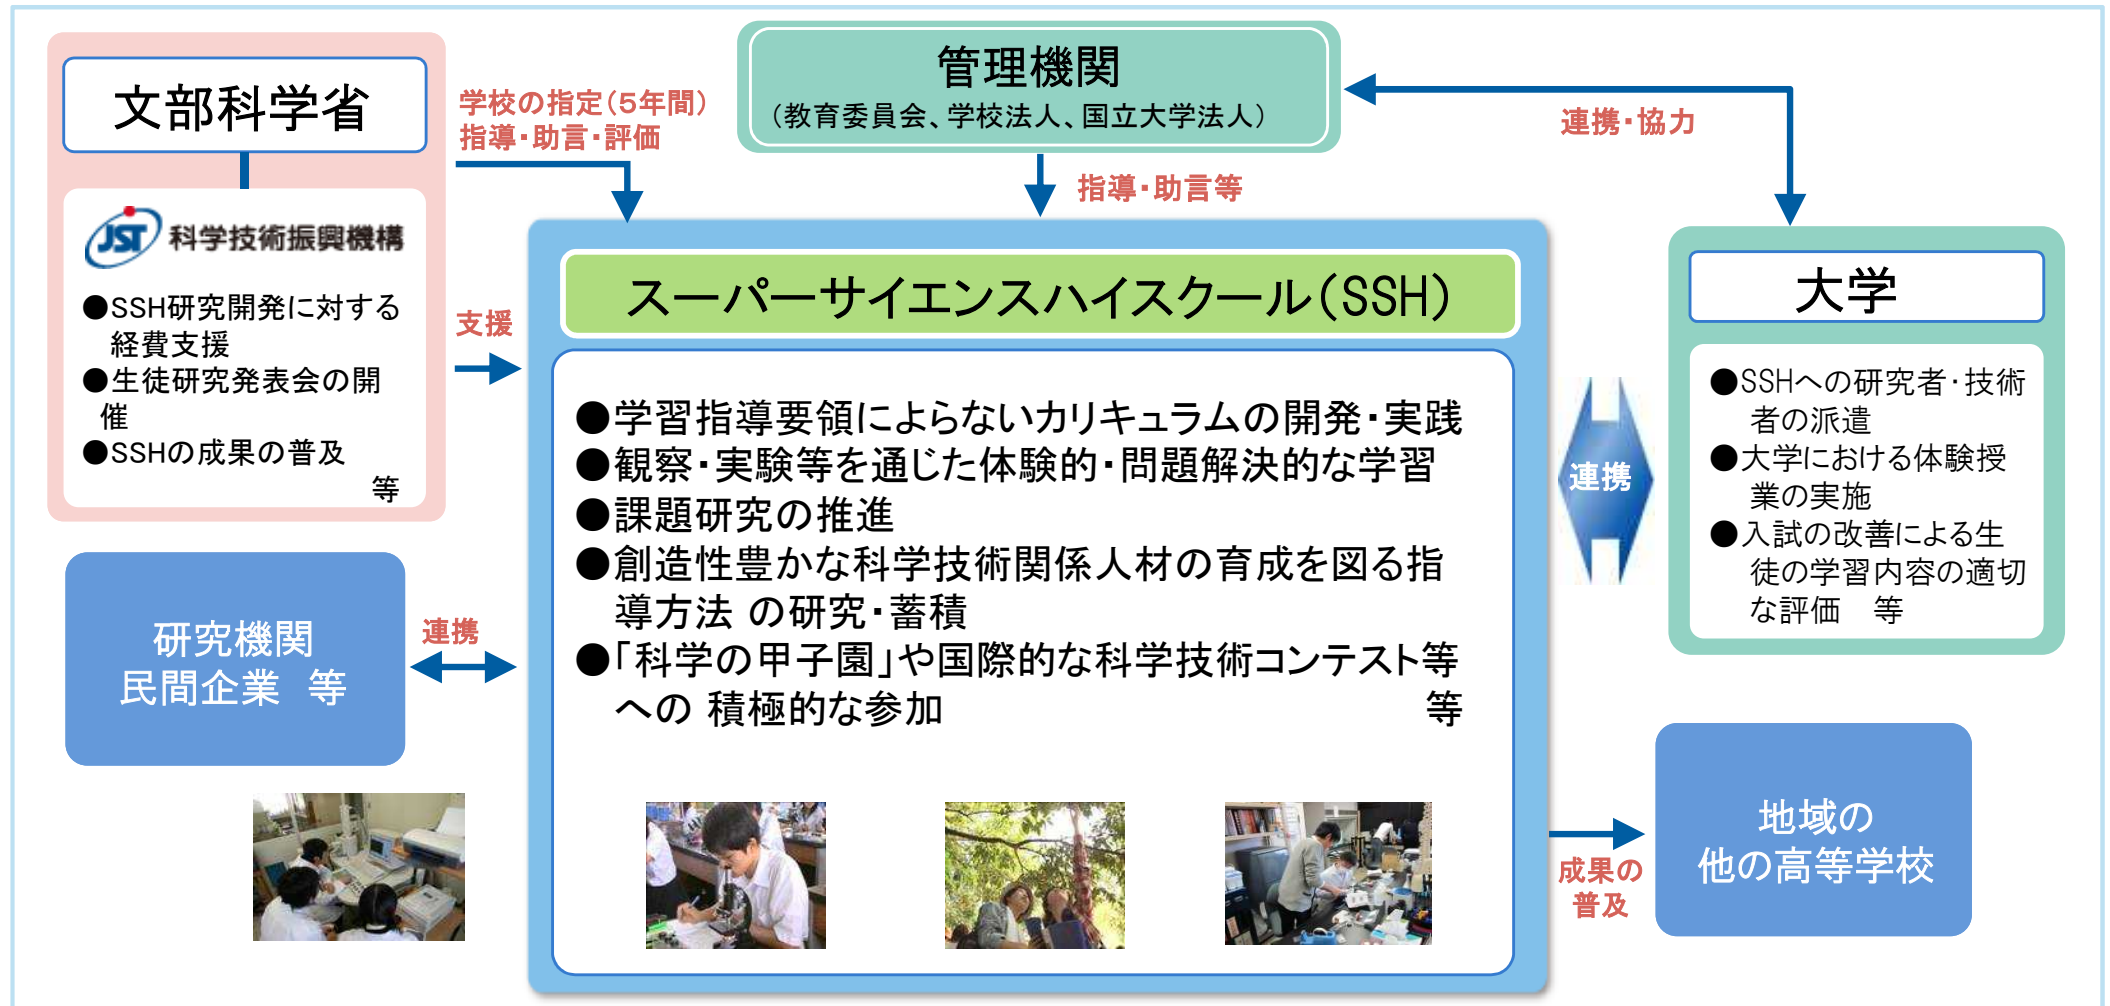 文部科学省
JST 科学技術振興機構
●SSH研究開発に対する
経費支援
●生徒研究発表会の開
催
●SSHの成果の普及
等
学校の指定(5年間)
指導・助言・評価
支援
管理機関
(教育委員会、学校法人、国立大学法人)
指導・助言等
連携・協力
スーパーサイエンスハイスクール(SSH)
●学習指導要領によらないカリキュラムの開発・実践
●観察・実験等を通じた体験的・問題解決的な学習
●課題研究の推進
●創造性豊かな科学技術関係人材の育成を図る指
導方法 の研究・蓄積
●「科学の甲子園」や国際的な科学技術コンテスト等
への 積極的な参加 等
連携
大学
●SSHへの研究者・技術
者の派遣
●大学における体験授
業の実施
●入試の改善による生
徒の学習内容の適切
な評価 等
研究機関
民間企業 等
連携
成果の
普及
地域の
他の高等学校